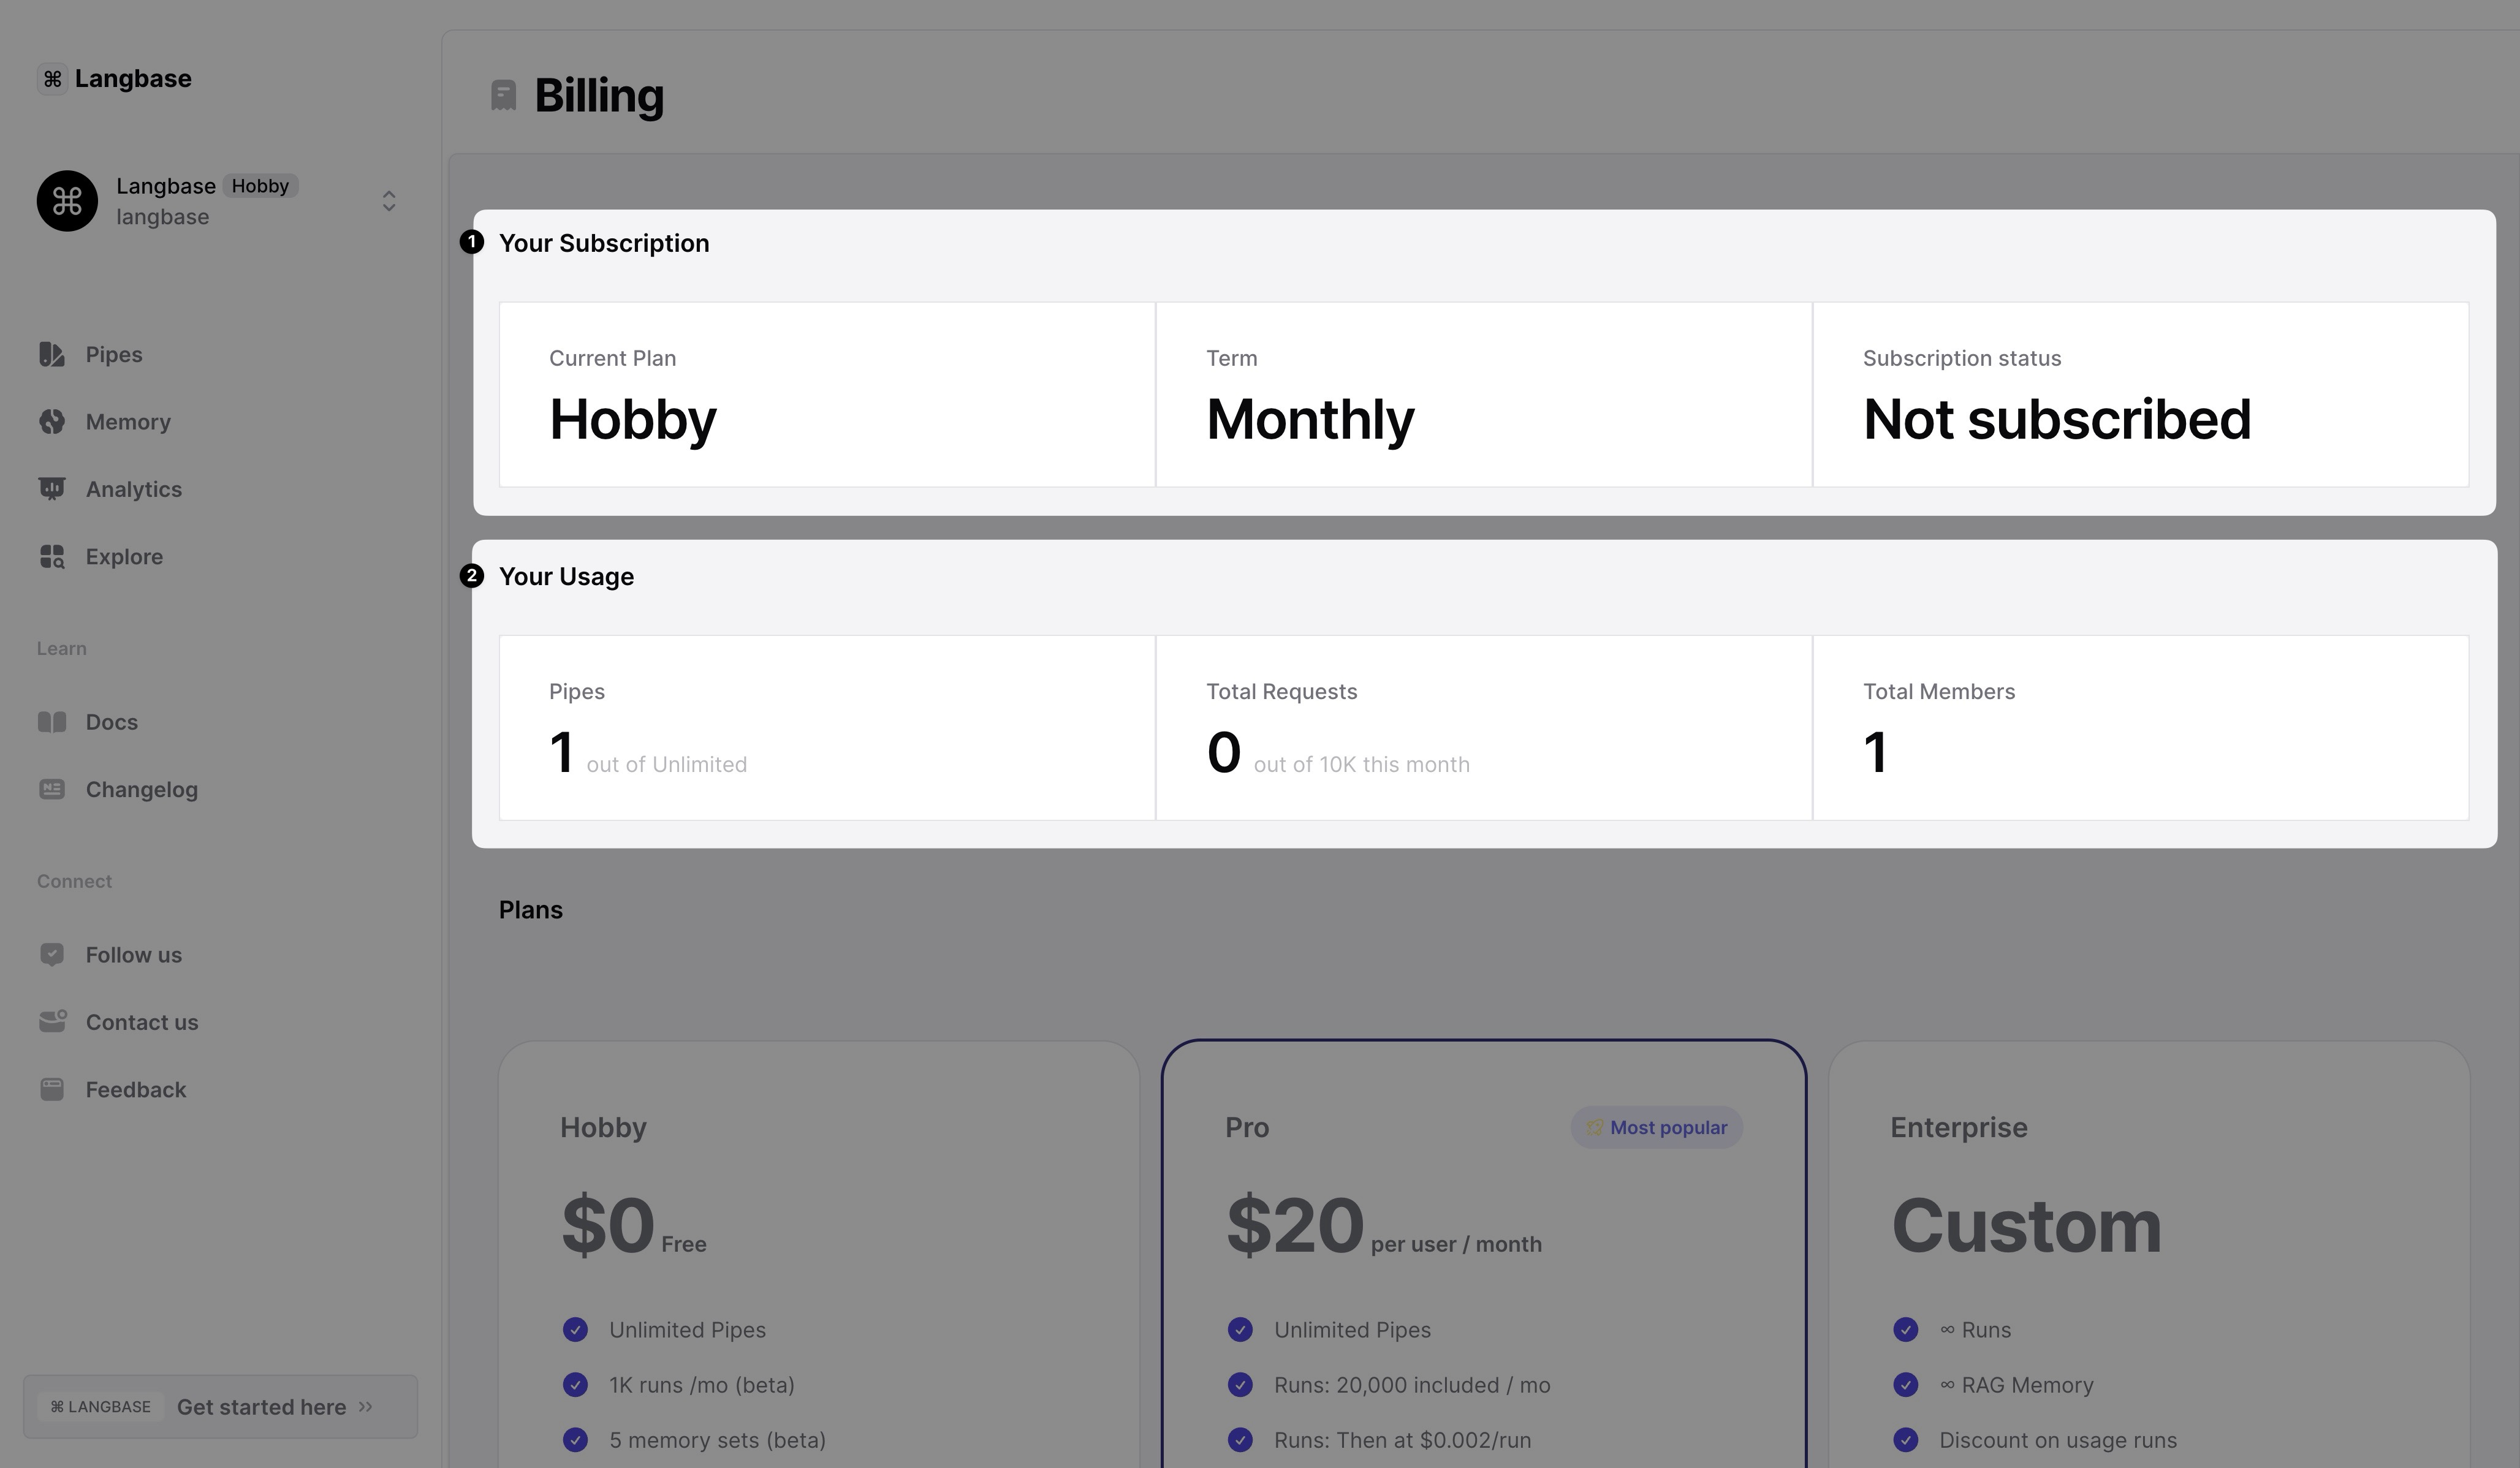 ⌘ Langbase
Langbase Hobby
langbase
Pipes
Memory
Analytics
Explore
Learn
Docs
Changelog
Connect
Follow us
Contact us
Feedback
⌘ LANGBASE Get started here
Billing
1 Your Subscription
Current Plan
Hobby
Term
Monthly
Subscription status
Not subscribed
2 Your Usage
Pipes
1 out of Unlimited
Total Requests
0 out of 10K this month
Total Members
1
Plans
Hobby
$0 Free
Unlimited Pipes
1K runs /mo (beta)
5 memory sets (beta)
Pro
Most popular
$20 per user / month
Unlimited Pipes
Runs: 20,000 included / mo
Runs: Then at $0.002/run
Enterprise
Custom
∞ Runs
∞ RAG Memory
Discount on usage runs